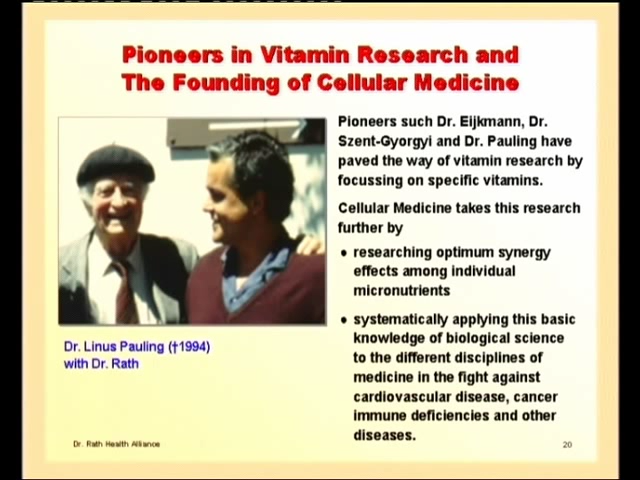 Pioneers in Vitamin Research and
The Founding of Cellular Medicine
Pioneers such Dr. Eijkmann, Dr.
Szent-Gyorgyi and Dr. Pauling have
paved the way of vitamin research by
focussing on specific vitamins.
Cellular Medicine takes this research
further by
• researching optimum synergy
effects among individual
micronutrients
• systematically applying this basic
knowledge of biological science
to the different disciplines of
medicine in the fight against
cardiovascular disease, cancer
immune deficiencies and other
diseases.
Dr. Linus Pauling (†1994)
with Dr. Rath
Dr. Rath Health Alliance
20